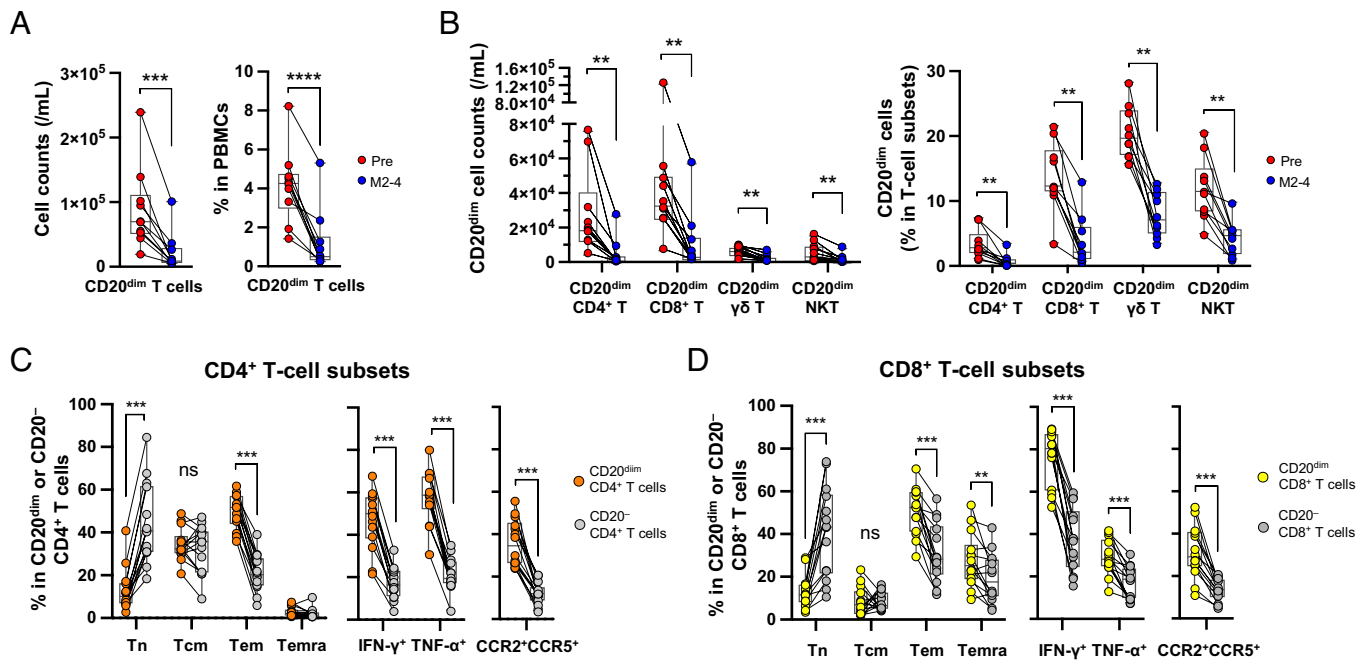 A
Cell counts (/mL)
3×10⁵
2×10⁵
1×10⁵
0
***
CD20ᵈⁱᵐ T cells
% in PBMCs
10
8
6
4
2
0
****
CD20ᵈⁱᵐ T cells
Pre
M2-4
B
CD20ᵈⁱᵐ cell counts (/mL)
1.6×10⁵
1.2×10⁵
8.0×10⁴
8×10⁴
6×10⁴
4×10⁴
2×10⁴
0
** ** ** **
CD20ᵈⁱᵐ CD20ᵈⁱᵐ CD20ᵈⁱᵐ CD20ᵈⁱᵐ
CD4⁺ T CD8⁺ T γδ T NKT
CD20ᵈⁱᵐ cells
(% in T-cell subsets)
30
20
10
0
** ** ** **
CD20ᵈⁱᵐ CD20ᵈⁱᵐ CD20ᵈⁱᵐ CD20ᵈⁱᵐ
CD4⁺ T CD8⁺ T γδ T NKT
Pre
M2-4
C
CD4⁺ T-cell subsets
% in CD20ᵈⁱᵐ or CD20⁻
CD4⁺ T cells
100
80
60
40
20
0
*** ns *** *** *** ***
Tn Tcm Tem Temra IFN-γ⁺ TNF-α⁺ CCR2⁺CCR5⁺
CD20ᵈⁱⁱᵐ
CD4⁺ T cells
CD20⁻
CD4⁺ T cells
D
CD8⁺ T-cell subsets
% in CD20ᵈⁱᵐ or CD20⁻
CD8⁺ T cells
100
80
60
40
20
0
*** ns *** ** *** *** ***
Tn Tcm Tem Temra IFN-γ⁺ TNF-α⁺ CCR2⁺CCR5⁺
CD20ᵈⁱᵐ
CD8⁺ T cells
CD20⁻
CD8⁺ T cells